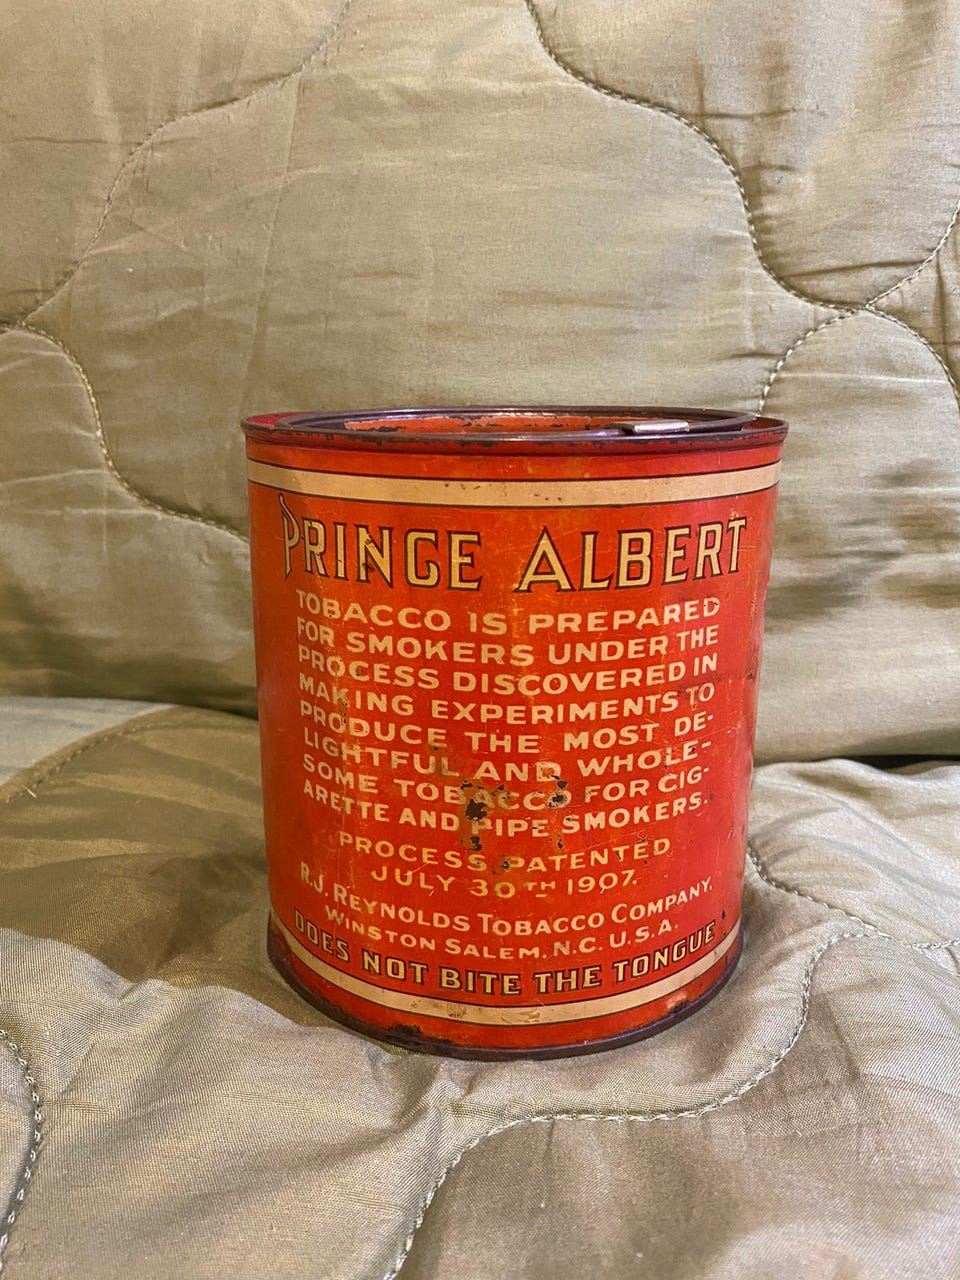 PRINCE ALBERT
TOBACCO IS PREPARED
FOR SMOKERS UNDER THE
PROCESS DISCOVERED IN
MAKING EXPERIMENTS TO
PRODUCE THE MOST DE-
LIGHTFUL AND WHOLE-
SOME TOBACCO FOR CIG-
ARETTE AND PIPE SMOKERS.
PROCESS PATENTED
JULY 30TH 1907.
R.J. REYNOLDS TOBACCO COMPANY,
WINSTON SALEM, N.C. U.S.A.
DOES NOT BITE THE TONGUE